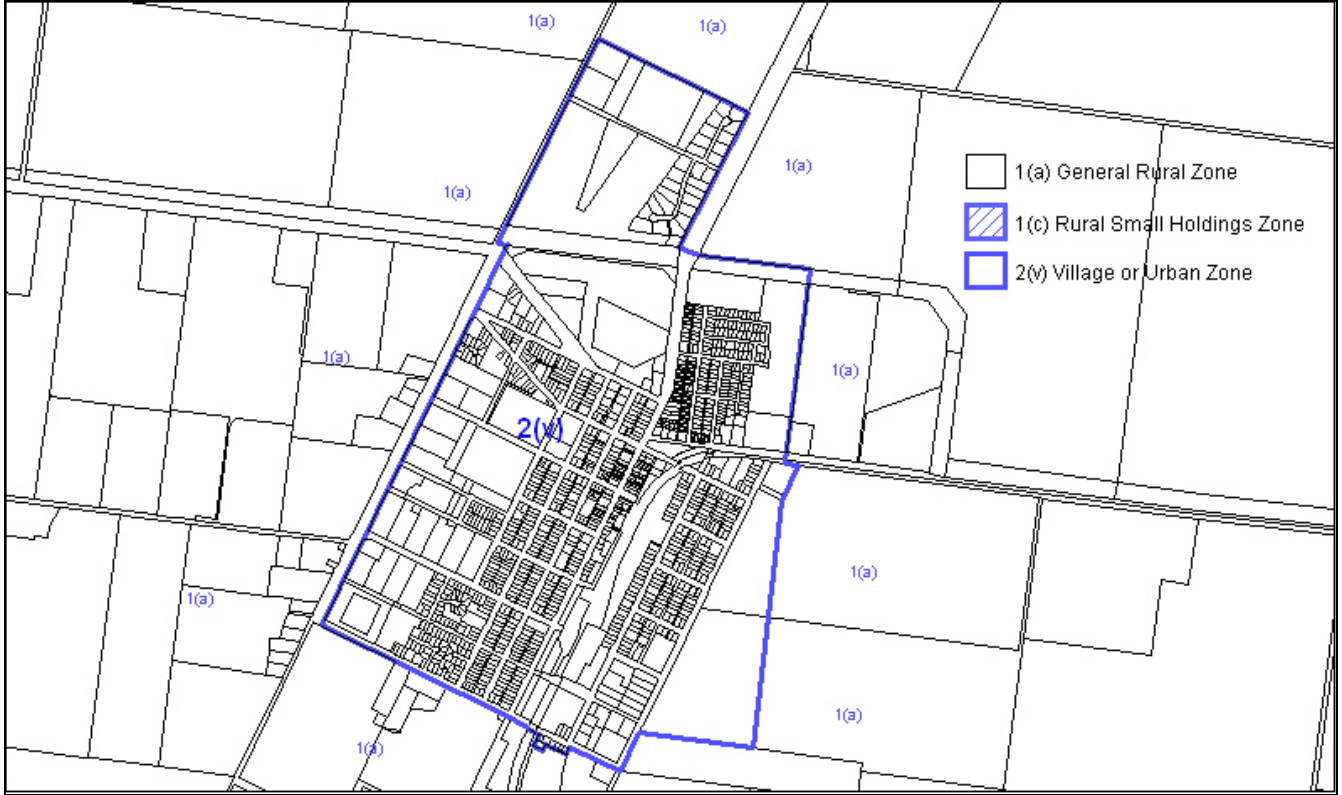 1(a)
1(a)
1(a)
1(a) General Rural Zone
1(a)
1(c) Rural Small Holdings Zone
2(v) Village or Urban Zone
1(a)
1(a)
2(v)
1(a)
1(a)
1(a)
1(a)